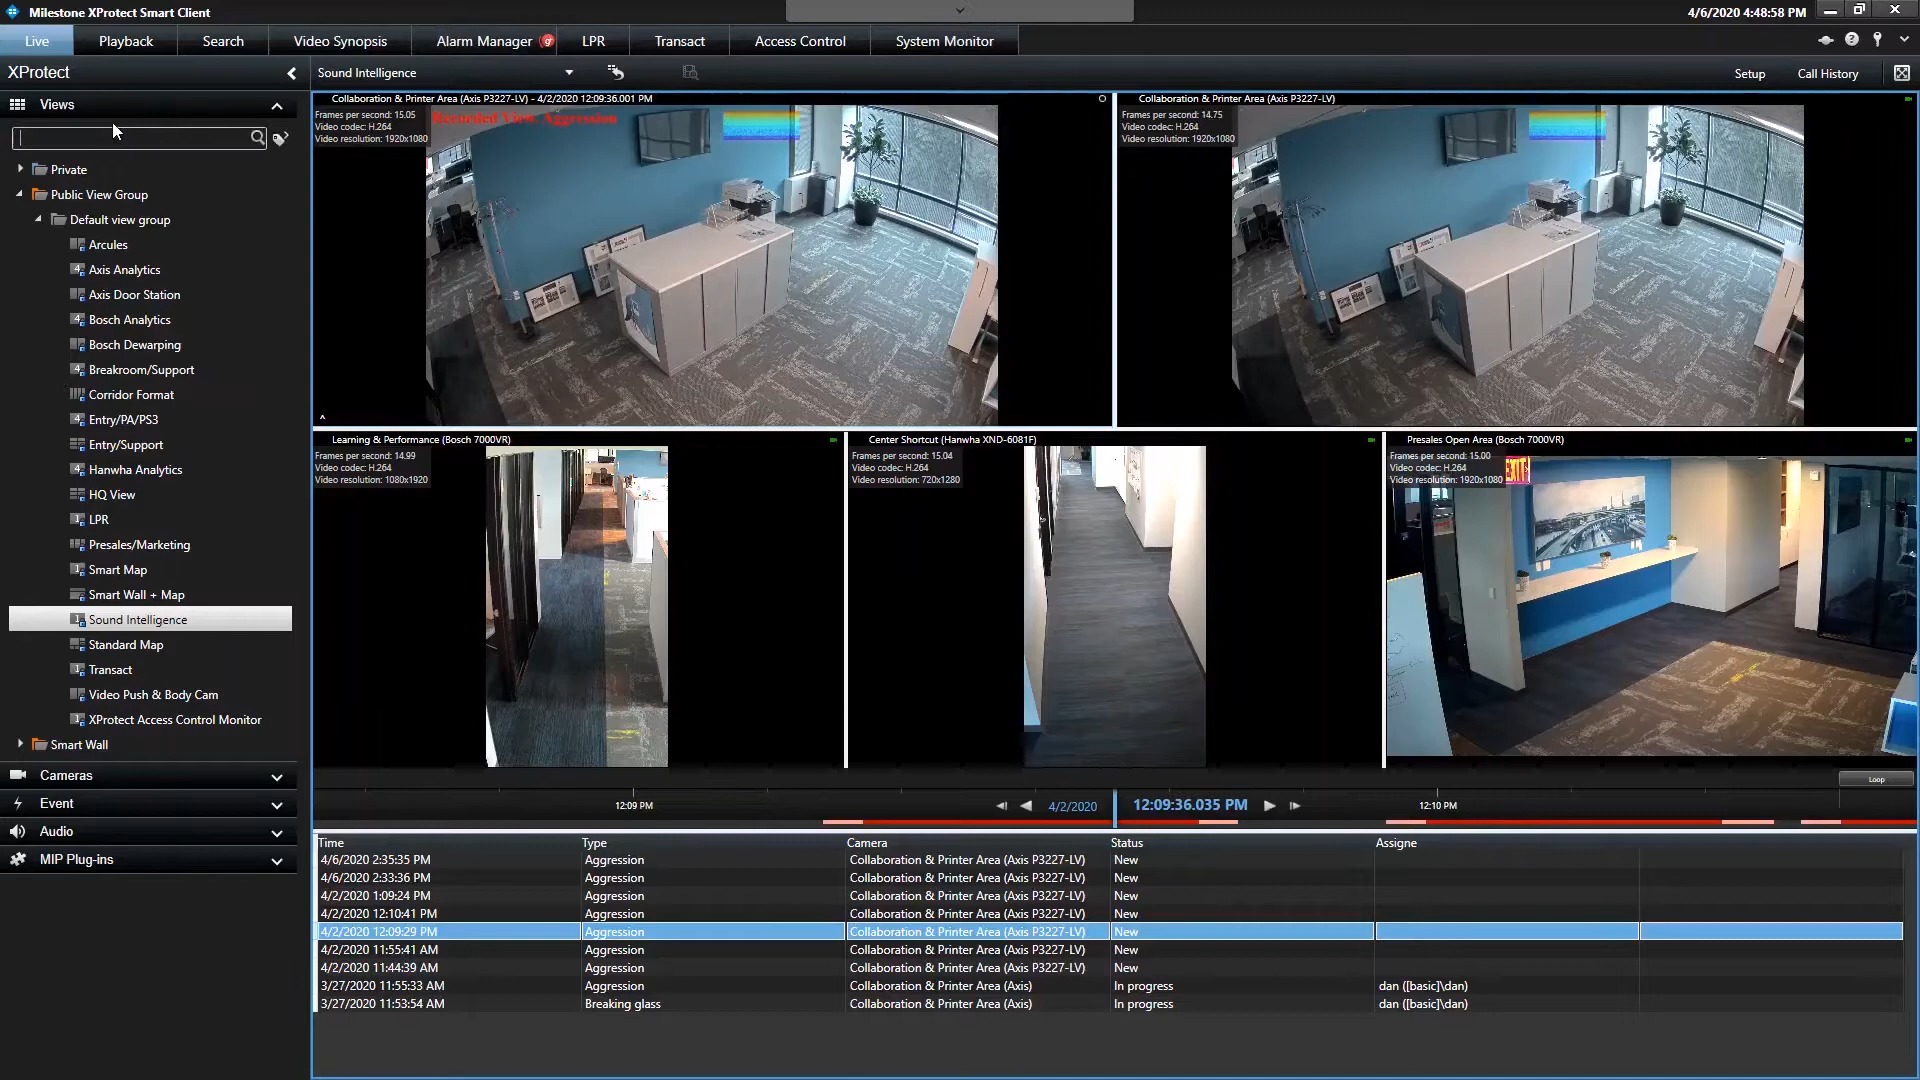 Milestone XProtect Smart Client
4/6/2020 4:48:58 PM
Live Playback Search Video Synopsis Alarm Manager LPR Transact Access Control System Monitor
XProtect
Sound Intelligence
Setup Call History
Views
Private
Public View Group
Default view group
Arcules
Axis Analytics
Axis Door Station
Bosch Analytics
Bosch Dewarping
Breakroom/Support
Corridor Format
Entry/PA/PS3
Entry/Support
Hanwha Analytics
HQ View
LPR
Presales/Marketing
Smart Map
Smart Wall + Map
Sound Intelligence
Standard Map
Transact
Video Push & Body Cam
XProtect Access Control Monitor
Smart Wall
Cameras
Event
Audio
MIP Plug-ins
Collaboration & Printer Area (Axis P3227-LV) - 4/2/2020 12:09:36.001 PM
Frames per second: 15.05
Video codec: H.264
Video resolution: 1920x1080
Recorded View: Aggression
Collaboration & Printer Area (Axis P3227-LV)
Frames per second: 14.75
Video codec: H.264
Video resolution: 1920x1080
Learning & Performance (Bosch 7000VR)
Frames per second: 14.99
Video codec: H.264
Video resolution: 1080x1920
Center Shortcut (Hanwha XND-6081F)
Frames per second: 15.04
Video codec: H.264
Video resolution: 720x1280
Presales Open Area (Bosch 7000VR)
Frames per second: 15.00
Video codec: H.264
Video resolution: 1920x1080
EXIT
Loop
12:09 PM 4/2/2020 12:09:36.035 PM 12:10 PM
Time Type Camera Status Assigne
4/6/2020 2:35:35 PM Aggression Collaboration & Printer Area (Axis P3227-LV) New
4/6/2020 2:33:36 PM Aggression Collaboration & Printer Area (Axis P3227-LV) New
4/2/2020 1:09:24 PM Aggression Collaboration & Printer Area (Axis P3227-LV) New
4/2/2020 12:10:41 PM Aggression Collaboration & Printer Area (Axis P3227-LV) New
4/2/2020 12:09:29 PM Aggression Collaboration & Printer Area (Axis P3227-LV) New
4/2/2020 11:55:41 AM Aggression Collaboration & Printer Area (Axis P3227-LV) New
4/2/2020 11:44:39 AM Aggression Collaboration & Printer Area (Axis P3227-LV) New
3/27/2020 11:55:33 AM Aggression Collaboration & Printer Area (Axis) In progress dan ([basic]\dan)
3/27/2020 11:53:54 AM Breaking glass Collaboration & Printer Area (Axis) In progress dan ([basic]\dan)